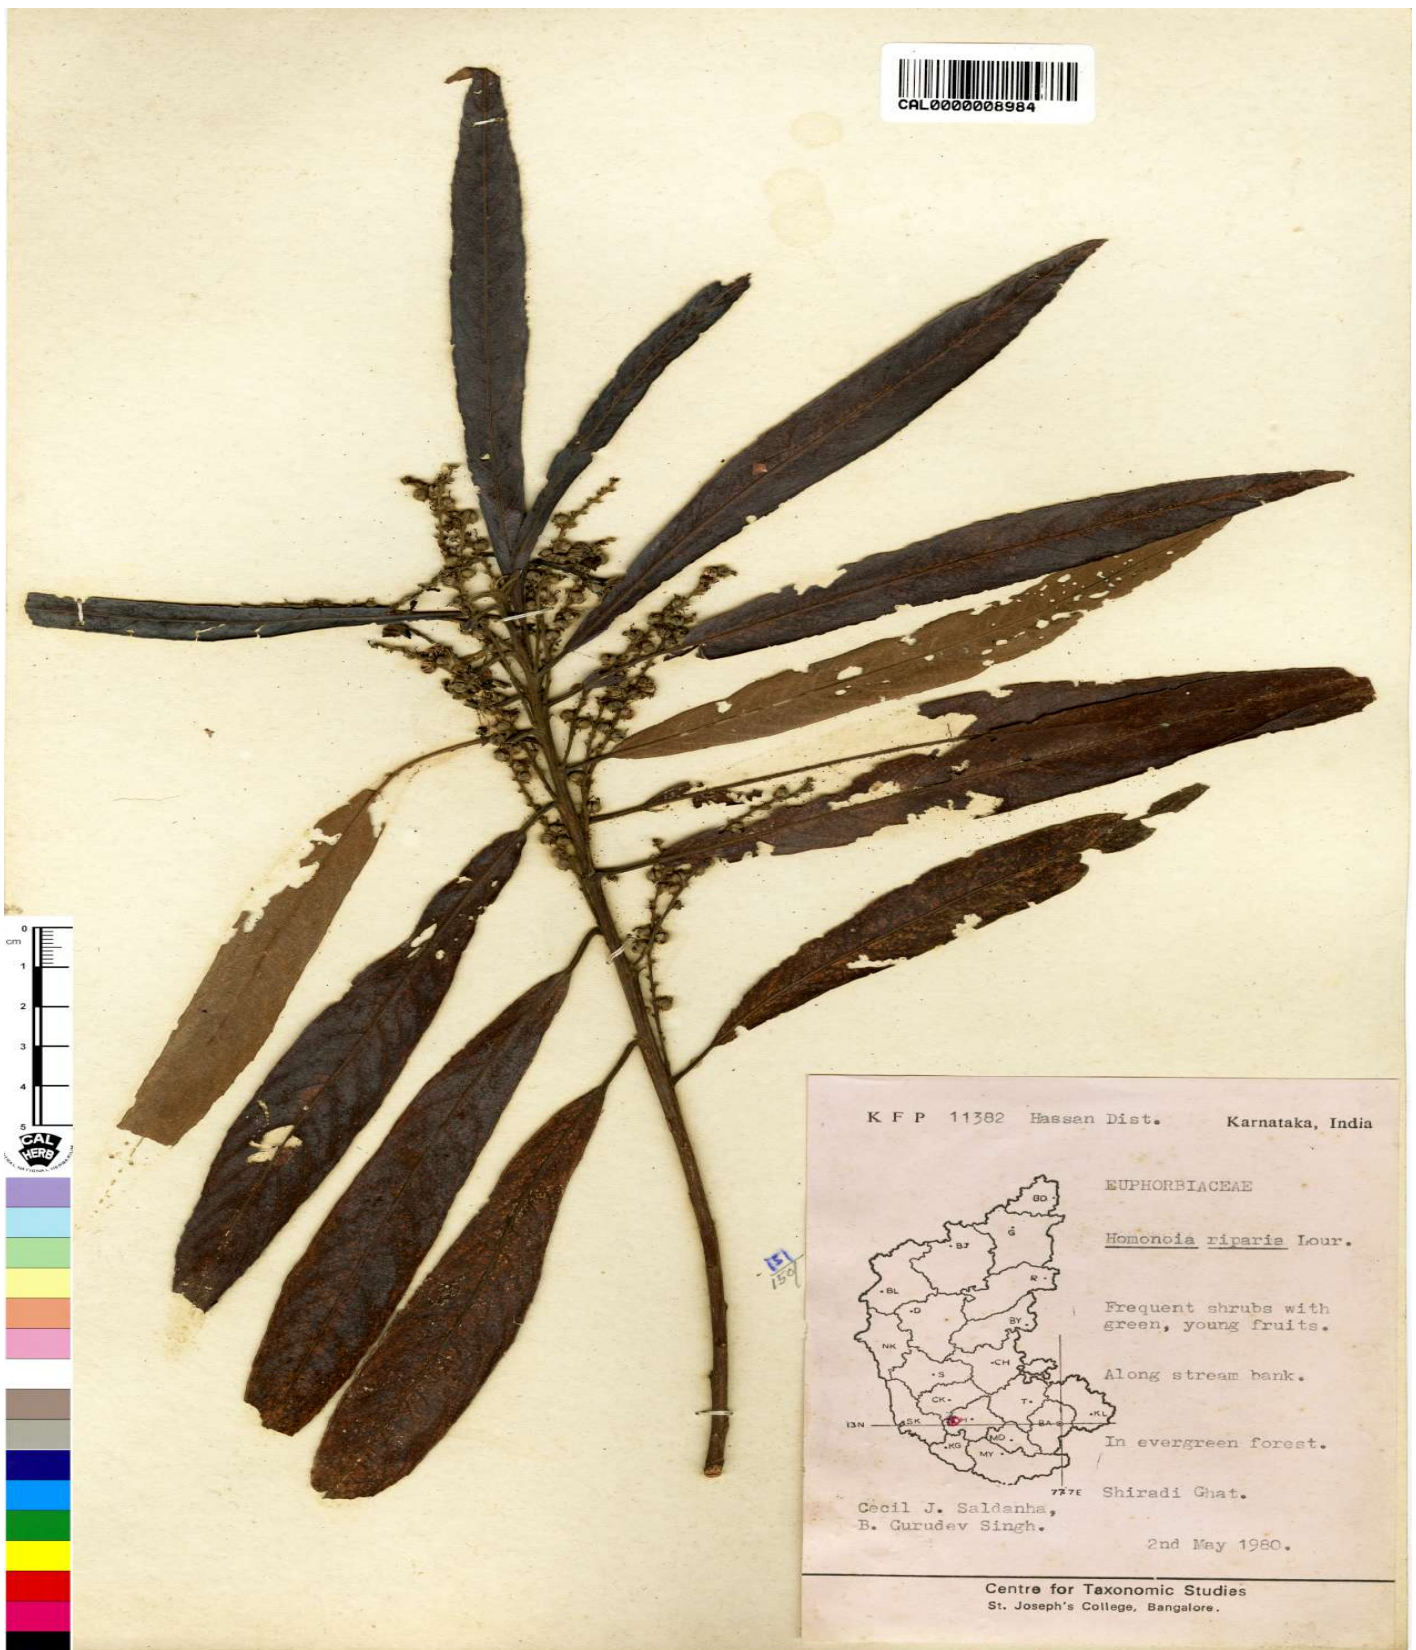 CAL0000008984
0
cm
1
2
3
4
5
CAL
HERB
151
150
K F P 11382 Hassan Dist. Karnataka, India
EUPHORBIACEAE
Homonoia riparia Lour.
Frequent shrubs with
green, young fruits.
Along stream bank.
In evergreen forest.
Shiradi Ghat.
BD
G
BJ
R
BL
D
BY
NK
CH
S
CK
T
KL
13N
SK
H
BA
MD
KG
MY
77°E
Cecil J. Saldanha,
B. Gurudev Singh.
2nd May 1980.
Centre for Taxonomic Studies
St. Joseph's College, Bangalore.